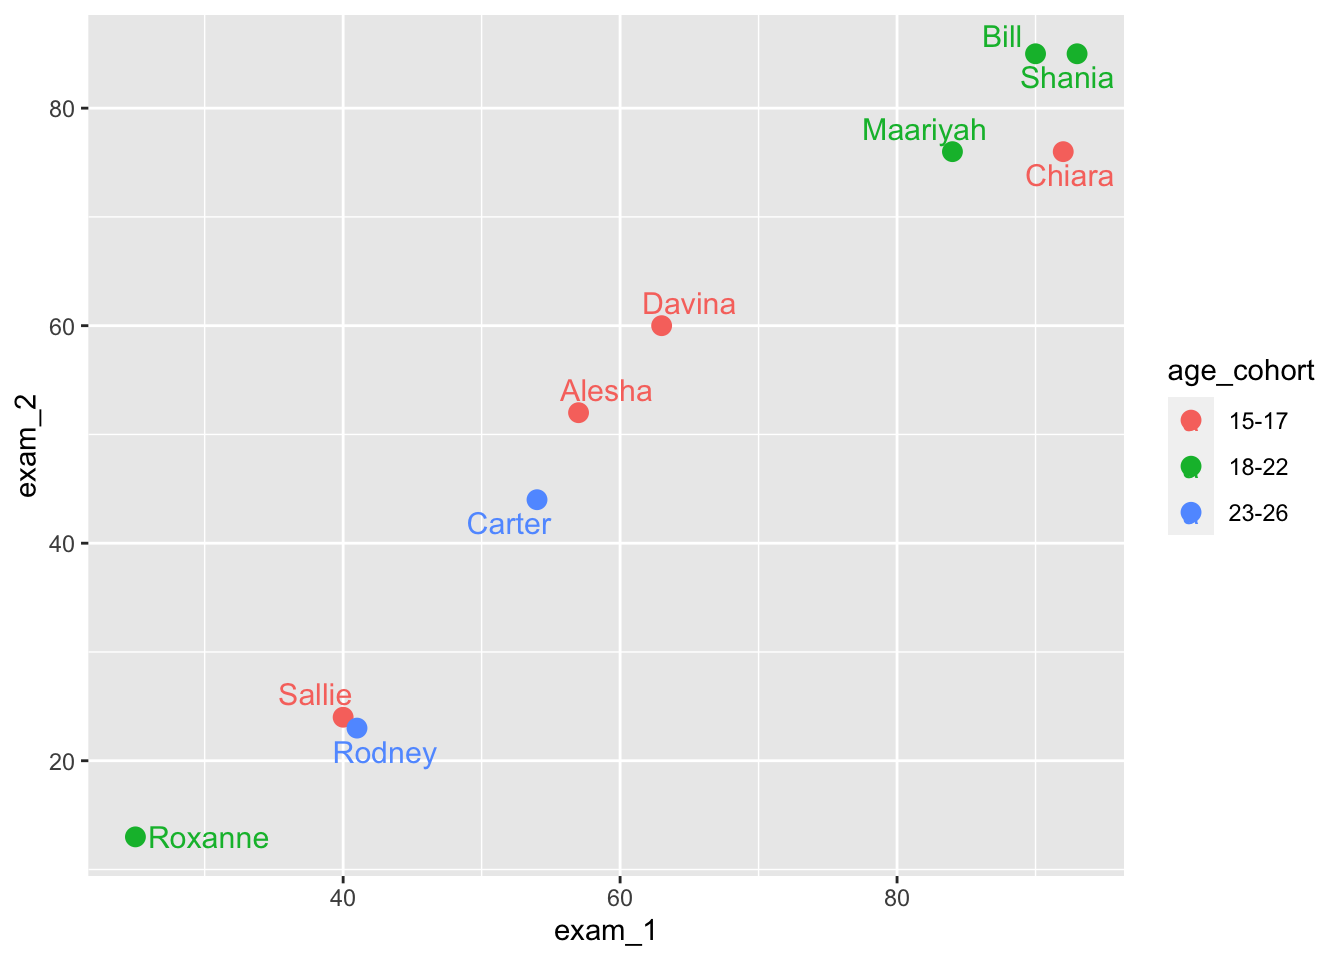 Bill
Shania
80
Maariyah
Chiara
Davina
60
age_cohort
Alesha
15-17
exam_2
18-22
Carter
23-26
40
Sallie
Rodney
20
Roxanne
40 60 80
exam_1